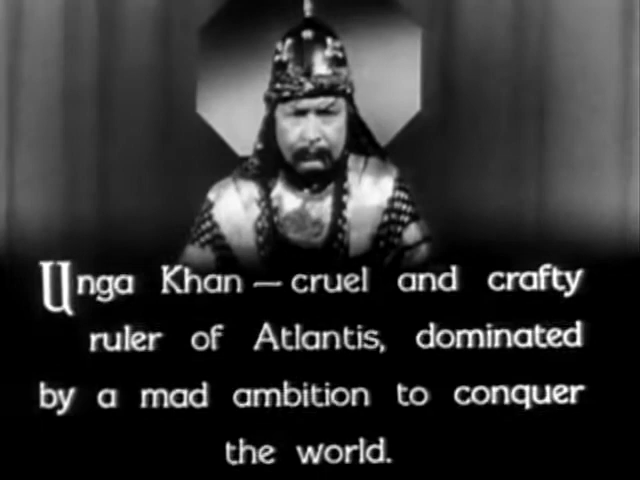 Unga Khan — cruel and crafty
ruler of Atlantis, dominated
by a mad ambition to conquer
the world.